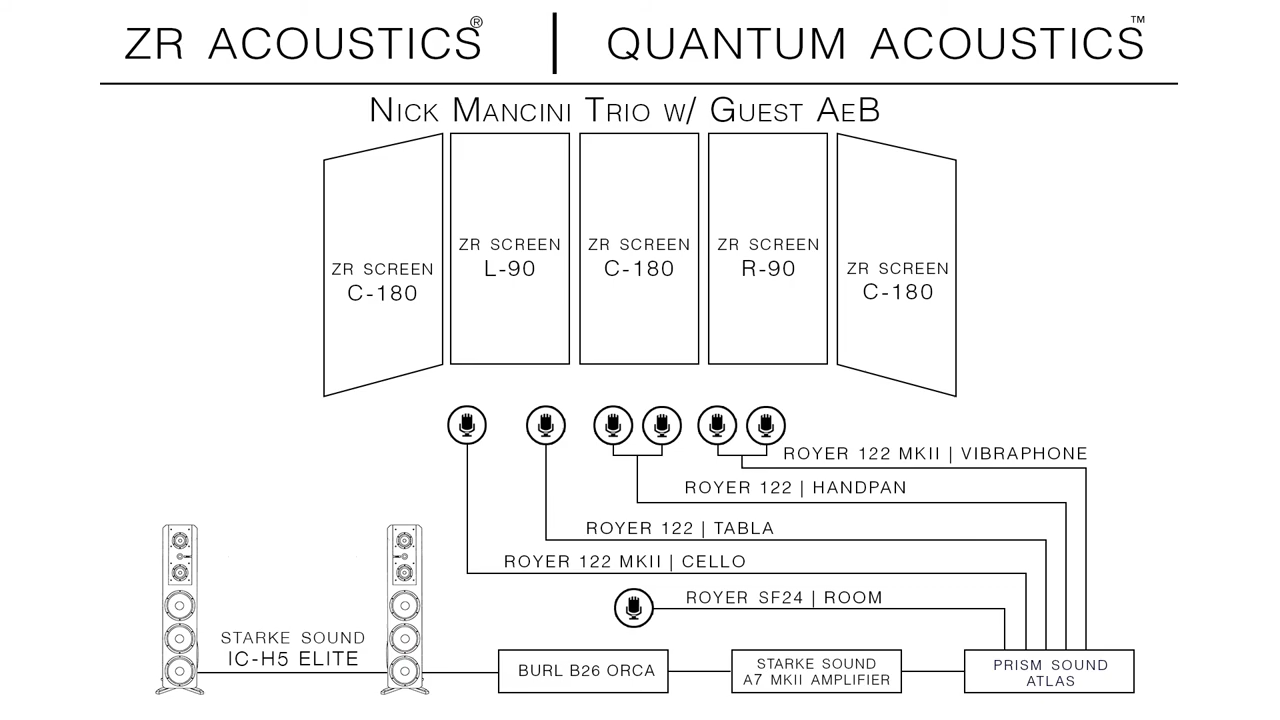 ZR ACOUSTICS® | QUANTUM ACOUSTICS™
Nick Mancini Trio w/ Guest AeB
ZR SCREEN
C-180
ZR SCREEN
L-90
ZR SCREEN
C-180
ZR SCREEN
R-90
ZR SCREEN
C-180
ROYER 122 MKII | VIBRAPHONE
ROYER 122 | HANDPAN
ROYER 122 | TABLA
ROYER 122 MKII | CELLO
ROYER SF24 | ROOM
STARKE SOUND
IC-H5 ELITE
BURL B26 ORCA
STARKE SOUND
A7 MKII AMPLIFIER
PRISM SOUND
ATLAS